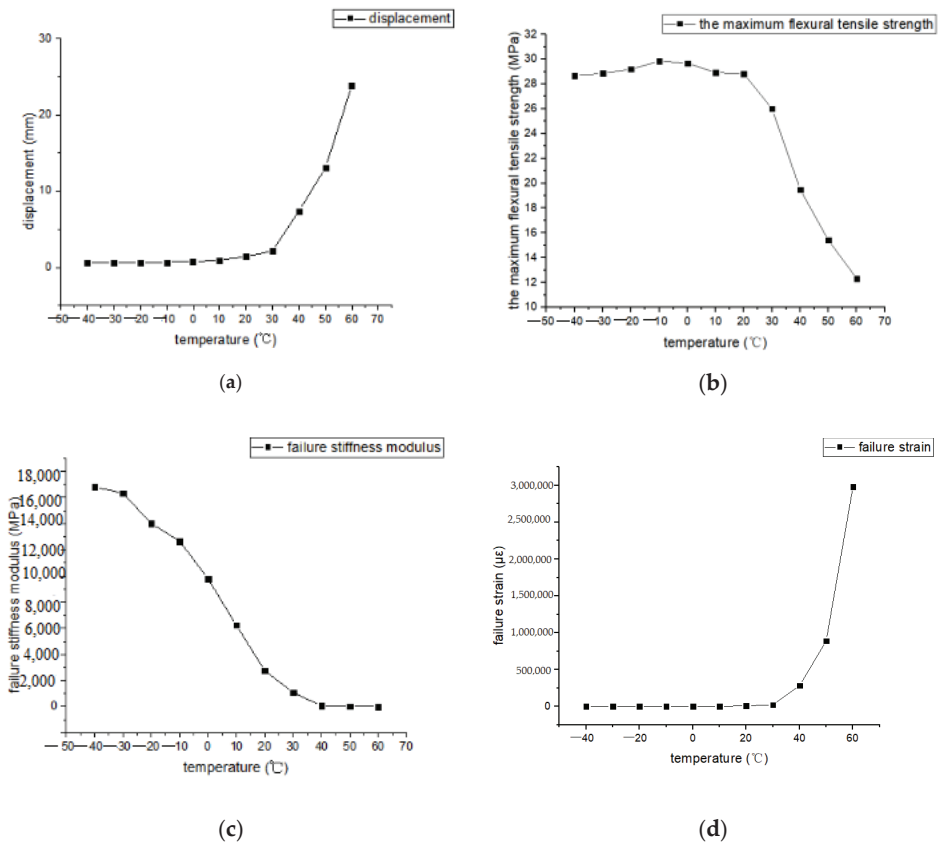 displacement
30
20
10
0
displacement (mm)
—50 —40 —30 —20 —10 0 10 20 30 40 50 60 70
temperature (℃)
(a)
the maximum flexural tensile strength
32
30
28
26
24
22
20
18
16
14
12
10
the maximum flexural tensile strength (MPa)
—50 —40 —30 —20 —10 0 10 20 30 40 50 60 70
temperature (℃)
(b)
failure stiffness modulus
18,000
16,000
14,000
12,000
10,000
8,000
6,000
4,000
2,000
0
failure stiffness modulus (MPa)
—50 —40 —30 —20 —10 0 10 20 30 40 50 60 70
temperature (℃)
(c)
failure strain
3,000,000
2,500,000
2,000,000
1,500,000
1,000,000
500,000
0
failure strain (µε)
—40 —20 0 20 40 60
temperature (℃)
(d)